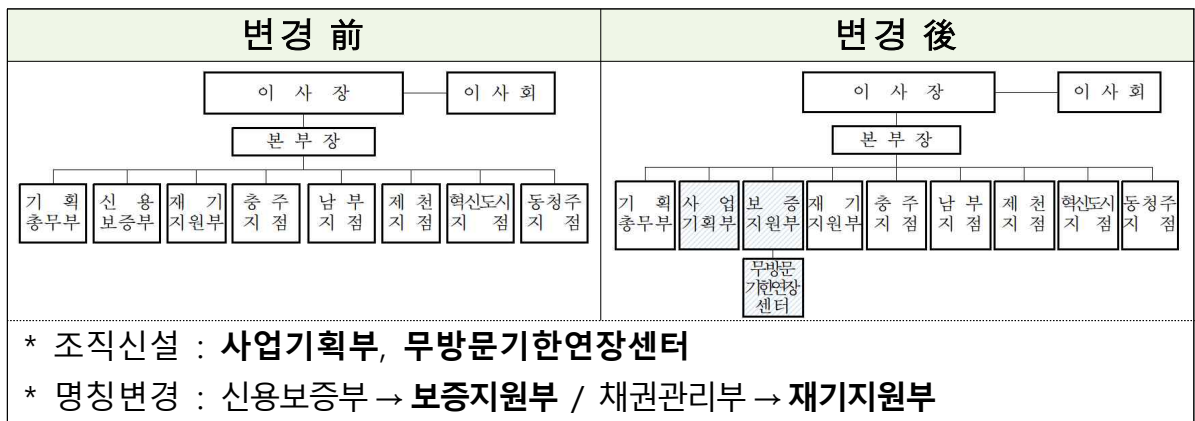 변경 前
변경 後
이 사 장
이 사 회
본 부 장
기 획
총무부
신 용
보증부
재 기
지원부
충 주
지 점
남 부
지 점
제 천
지 점
혁신도시
지 점
동청주
지 점
이 사 장
이 사 회
본 부 장
기 획
총무부
사 업
기획부
보 증
지원부
재 기
지원부
충 주
지 점
남 부
지 점
제 천
지 점
혁신도시
지 점
동청주
지 점
무방문
기한연장
센터
* 조직신설 : 사업기획부, 무방문기한연장센터
* 명칭변경 : 신용보증부 → 보증지원부 / 채권관리부 → 재기지원부